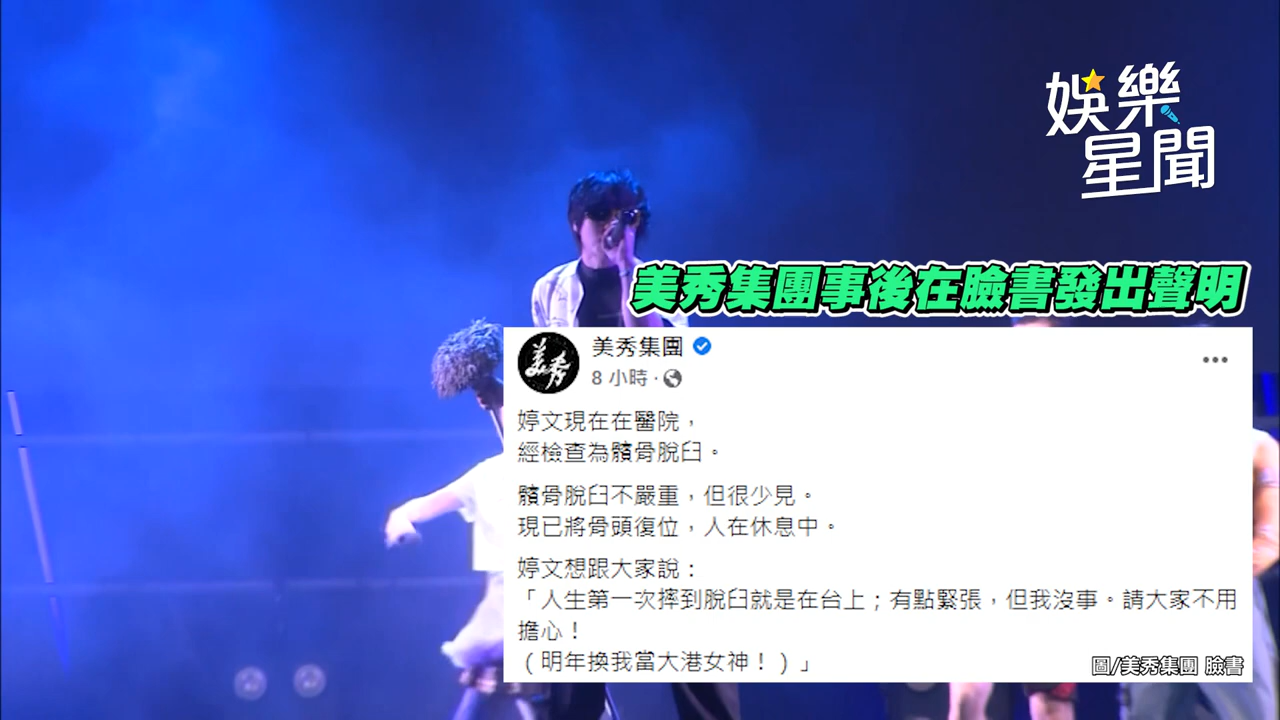 娛樂
星聞
美秀集團事後在臉書發出聲明
美秀
美秀集團
8 小時 ·
婷文現在在醫院，
經檢查為髕骨脫臼。
髕骨脫臼不嚴重，但很少見。
現已將骨頭復位，人在休息中。
婷文想跟大家說：
「人生第一次摔到脫臼就是在台上；有點緊張，但我沒事。請大家不用
擔心！
（明年換我當大港女神！）」
圖/美秀集團 臉書